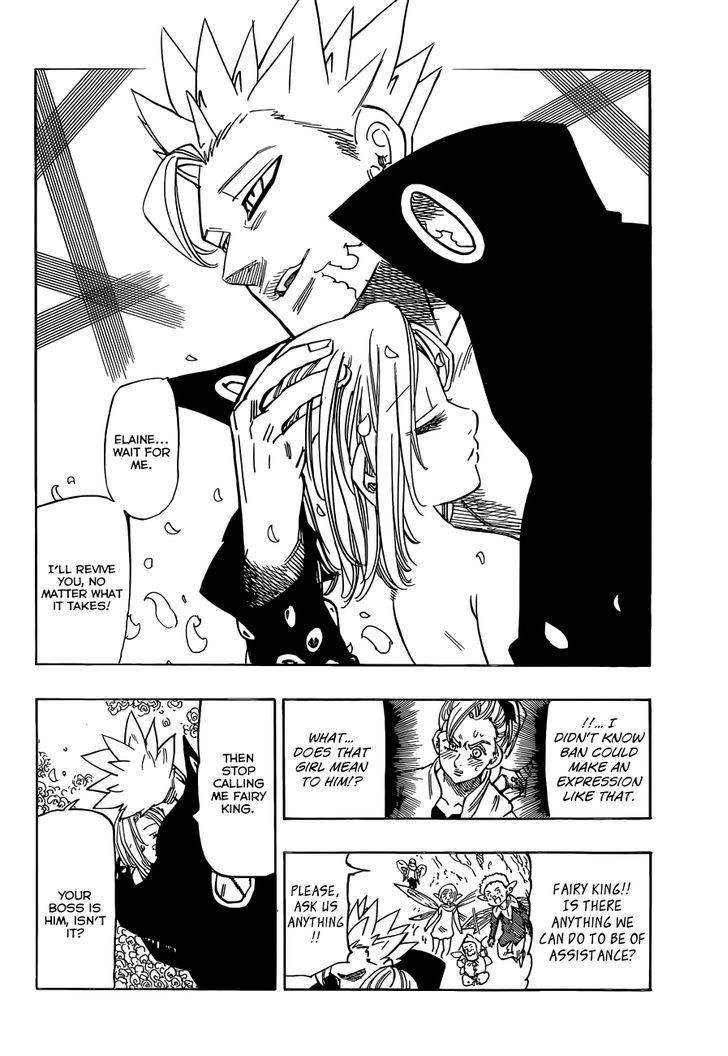 ELAINE...
WAIT FOR
ME.
I'LL REVIVE
YOU, NO
MATTER WHAT
IT TAKES!
!!... I
DIDN'T KNOW
BAN COULD
MAKE AN
EXPRESSION
LIKE THAT.
WHAT...
DOES THAT
GIRL MEAN
TO HIM!?
FAIRY KING!!
IS THERE
ANYTHING WE
CAN DO TO BE OF
ASSISTANCE?
PLEASE,
ASK US
ANYTHING
!!
THEN
STOP
CALLING
ME FAIRY
KING.
YOUR
BOSS IS
HIM, ISN'T
IT?